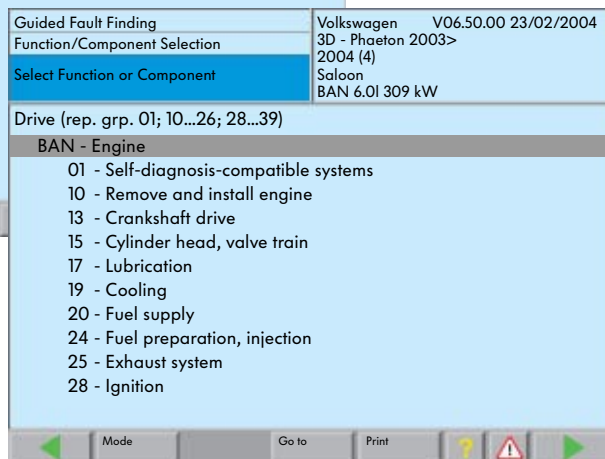 Guided Fault Finding
Function/Component Selection
Select Function or Component
Volkswagen V06.50.00 23/02/2004
3D - Phaeton 2003>
2004 (4)
Saloon
BAN 6.0l 309 kW
Drive (rep. grp. 01; 10...26; 28...39)
BAN - Engine
01 - Self-diagnosis-compatible systems
10 - Remove and install engine
13 - Crankshaft drive
15 - Cylinder head, valve train
17 - Lubrication
19 - Cooling
20 - Fuel supply
24 - Fuel preparation, injection
25 - Exhaust system
28 - Ignition
Mode Go to Print ?